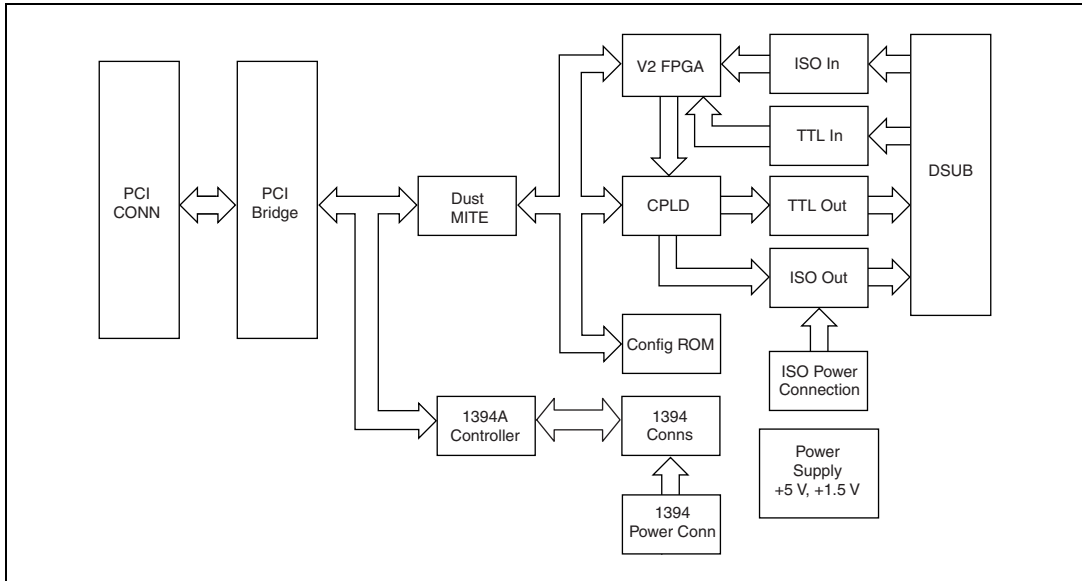 PCI
CONN
PCI
Bridge
Dust
MITE
V2 FPGA
CPLD
Config ROM
1394A
Controller
1394
Conns
1394
Power Conn
ISO In
TTL In
TTL Out
ISO Out
ISO Power
Connection
Power
Supply
+5 V, +1.5 V
DSUB